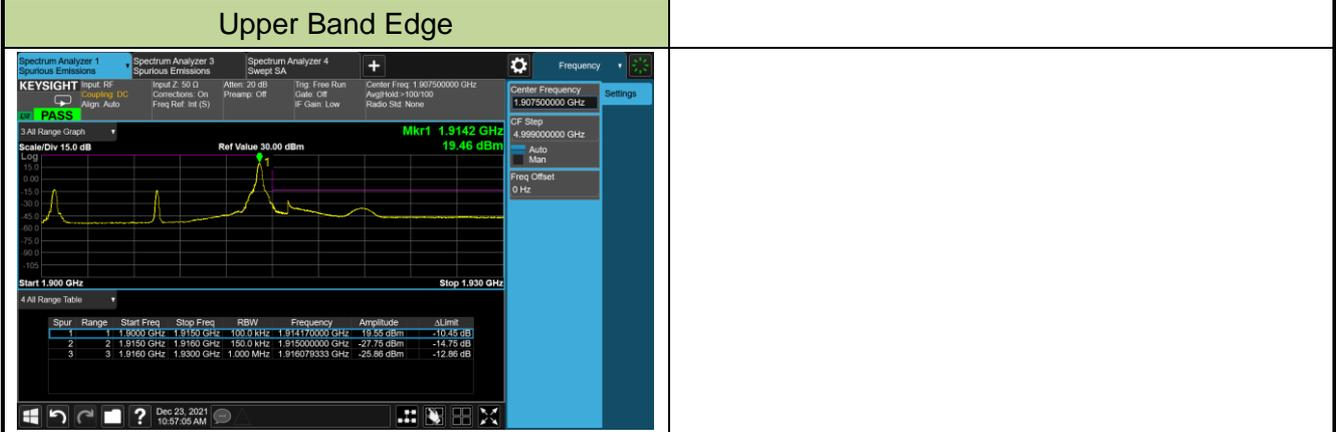 Upper Band Edge
Spectrum Analyzer 1
Spurious Emissions
Spectrum Analyzer 3
Spurious Emissions
Spectrum Analyzer 4
Swept SA
Frequency
KEYSIGHT
Input: RF
Coupling: DC
Align: Auto
Input Z: 50 Ω
Corrections: On
Freq Ref: Int (S)
Atten: 20 dB
Preamp: Off
Trig: Free Run
Gate: Off
IF Gain: Low
Center Freq: 1.907500000 GHz
Avg|Hold:>100/100
Radio Std: None
PASS
Center Frequency
1.907500000 GHz
Settings
CF Step
4.999000000 GHz
Auto
Man
Freq Offset
0 Hz
3 All Range Graph
Mkr1 1.9142 GHz
Scale/Div 15.0 dB
Ref Value 30.00 dBm
19.46 dBm
Log
15.0
0.00
-15.0
-30.0
-45.0
-60.0
-75.0
-90.0
-105
1
Start 1.900 GHz
Stop 1.930 GHz
4 All Range Table
Spur Range Start Freq Stop Freq RBW Frequency Amplitude ΔLimit
1 1 1.9000 GHz 1.9150 GHz 100.0 kHz 1.914170000 GHz 19.55 dBm -10.45 dB
2 2 1.9150 GHz 1.9160 GHz 150.0 kHz 1.915000000 GHz -27.75 dBm -14.75 dB
3 3 1.9160 GHz 1.9300 GHz 1.000 MHz 1.916079333 GHz -25.86 dBm -12.86 dB
Dec 23, 2021
10:57:05 AM